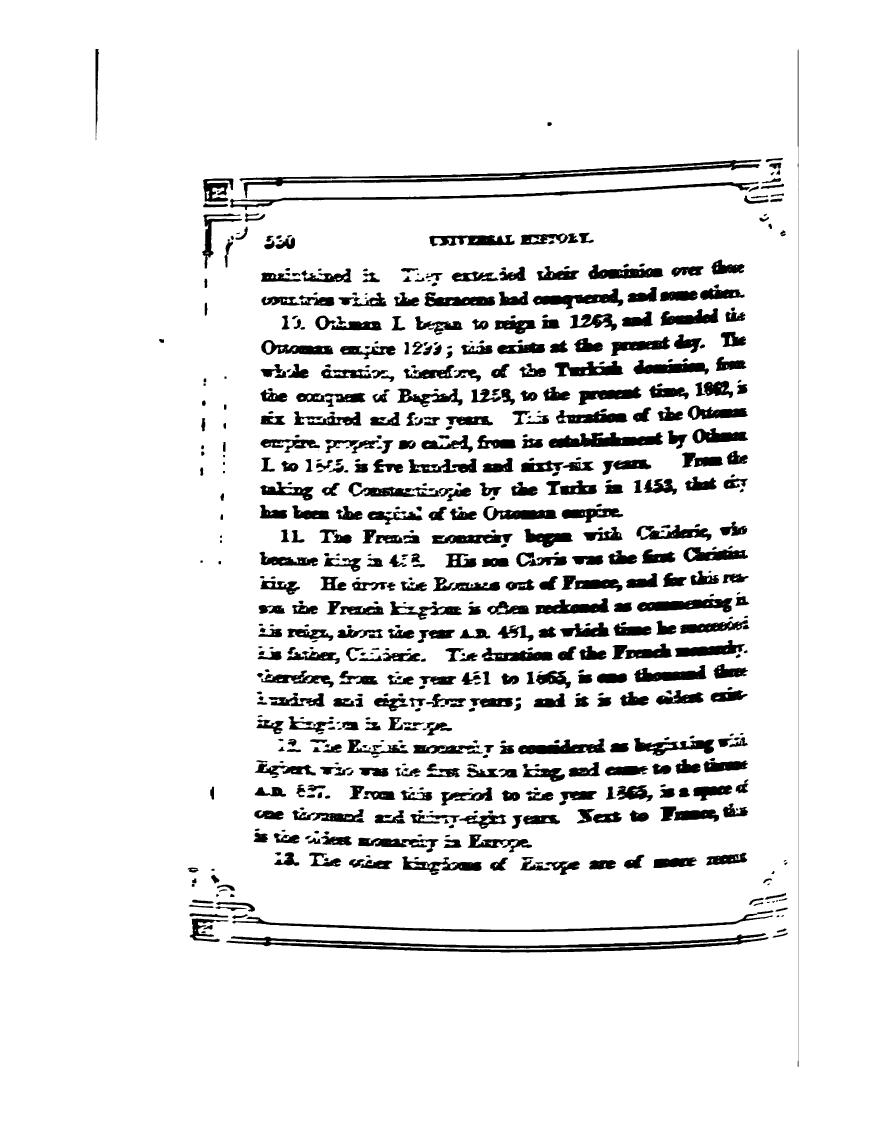 550 UNIVERSAL HISTORY.
maintained it. They extended their dominion over those
countries which the Saracens had conquered, and some others.
10. Othman I. began to reign in 1268, and founded the
Ottoman empire 1299; this exists at the present day. The
whole duration, therefore, of the Turkish dominion, from
the conquest of Bagdad, 1258, to the present time, 1862, is
six hundred and four years. This duration of the Ottoman
empire, properly so called, from its establishment by Othman
I. to 1865, is five hundred and sixty-six years. From the
taking of Constantinople by the Turks in 1453, that city
has been the capital of the Ottoman empire.
11. The French monarchy began with Childeric, who
became king in 458. His son Clovis was the first Christian
king. He drove the Romans out of France, and for this rea-
son the French kingdom is often reckoned as commencing in
his reign, about the year A.D. 481, at which time he succeeded
his father, Childeric. The duration of the French monarchy,
therefore, from the year 481 to 1865, is one thousand three
hundred and eighty-four years; and it is the oldest exist-
ing kingdom in Europe.
12. The English monarchy is considered as beginning with
Egbert, who was the first Saxon king, and came to the throne
A.D. 827. From this period to the year 1865, is a space of
one thousand and thirty-eight years. Next to France, this
is the oldest monarchy in Europe.
13. The other kingdoms of Europe are of more recent